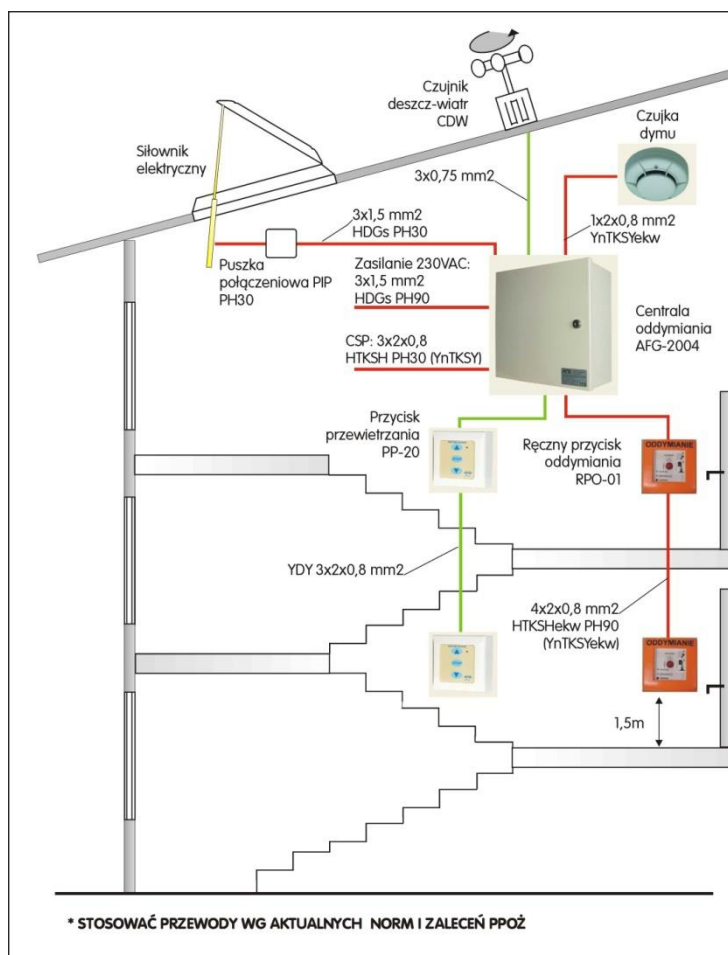 Czujnik
deszcz-wiatr
CDW
Czujka
dymu
Siłownik
elektryczny
3x0,75 mm2
3x1,5 mm2
HDGs PH30
1x2x0,8 mm2
YnTKSYekw
Puszka
połączeniowa PIP
PH30
Zasilanie 230VAC:
3x1,5 mm2
HDGs PH90
Centrala
oddymiania
AFG-2004
CSP: 3x2x0,8
HTKSH PH30 (YnTKSY)
Przycisk
przewietrzania
PP-20
Ręczny przycisk
oddymiania
RPO-01
ODDYMIANIE
YDY 3x2x0,8 mm2
4x2x0,8 mm2
HTKSHekw PH90
(YnTKSYekw)
ODDYMIANIE
1,5m
* STOSOWAĆ PRZEWODY WG AKTUALNYCH NORM I ZALECEŃ PPOŻ